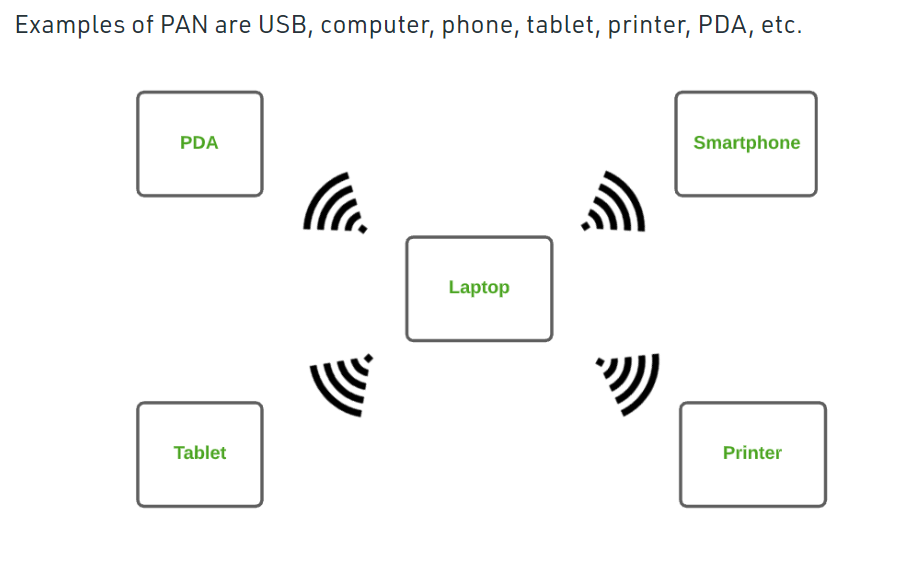 Examples of PAN are USB, computer, phone, tablet, printer, PDA, etc.
PDA
Smartphone
Laptop
Tablet
Printer